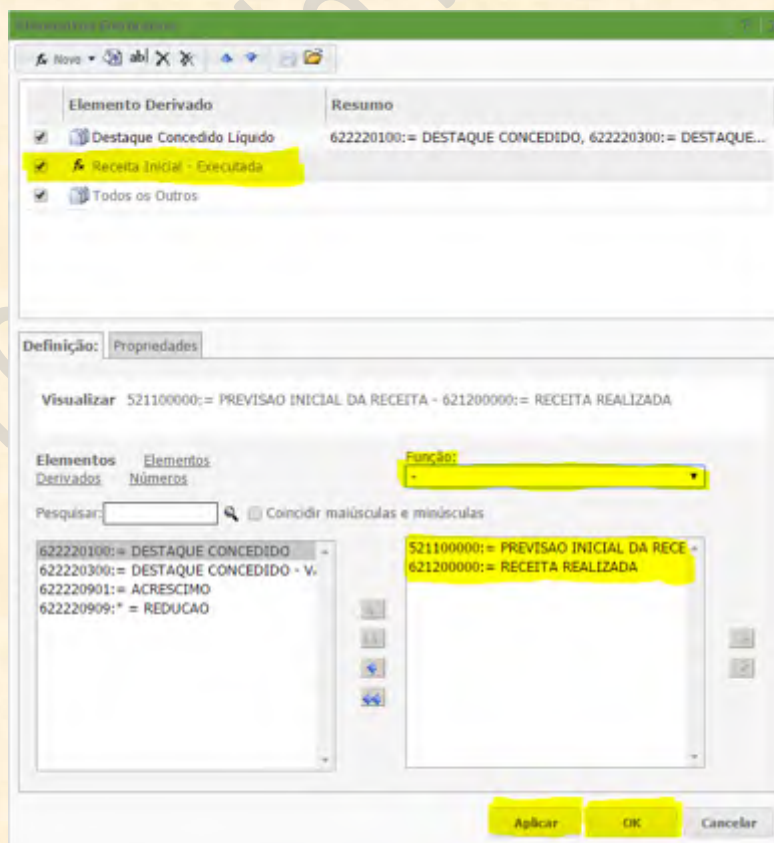 Elementos Derivados
Novo
Elemento Derivado Resumo
Destaque Concedido Líquido 622220100:= DESTAQUE CONCEDIDO, 622220300:= DESTAQUE...
Receita Inicial - Executada
Todos os Outros
Definição: Propriedades
Visualizar 521100000:= PREVISAO INICIAL DA RECEITA - 621200000:= RECEITA REALIZADA
Elementos Elementos Função:
Derivados Números -
Pesquisar: Coincidir maiúsculas e minúsculas
622220100:= DESTAQUE CONCEDIDO 521100000:= PREVISAO INICIAL DA RECE
622220300:= DESTAQUE CONCEDIDO - V. 621200000:= RECEITA REALIZADA
622220901:= ACRESCIMO
622220909:* = REDUCAO
Aplicar OK Cancelar